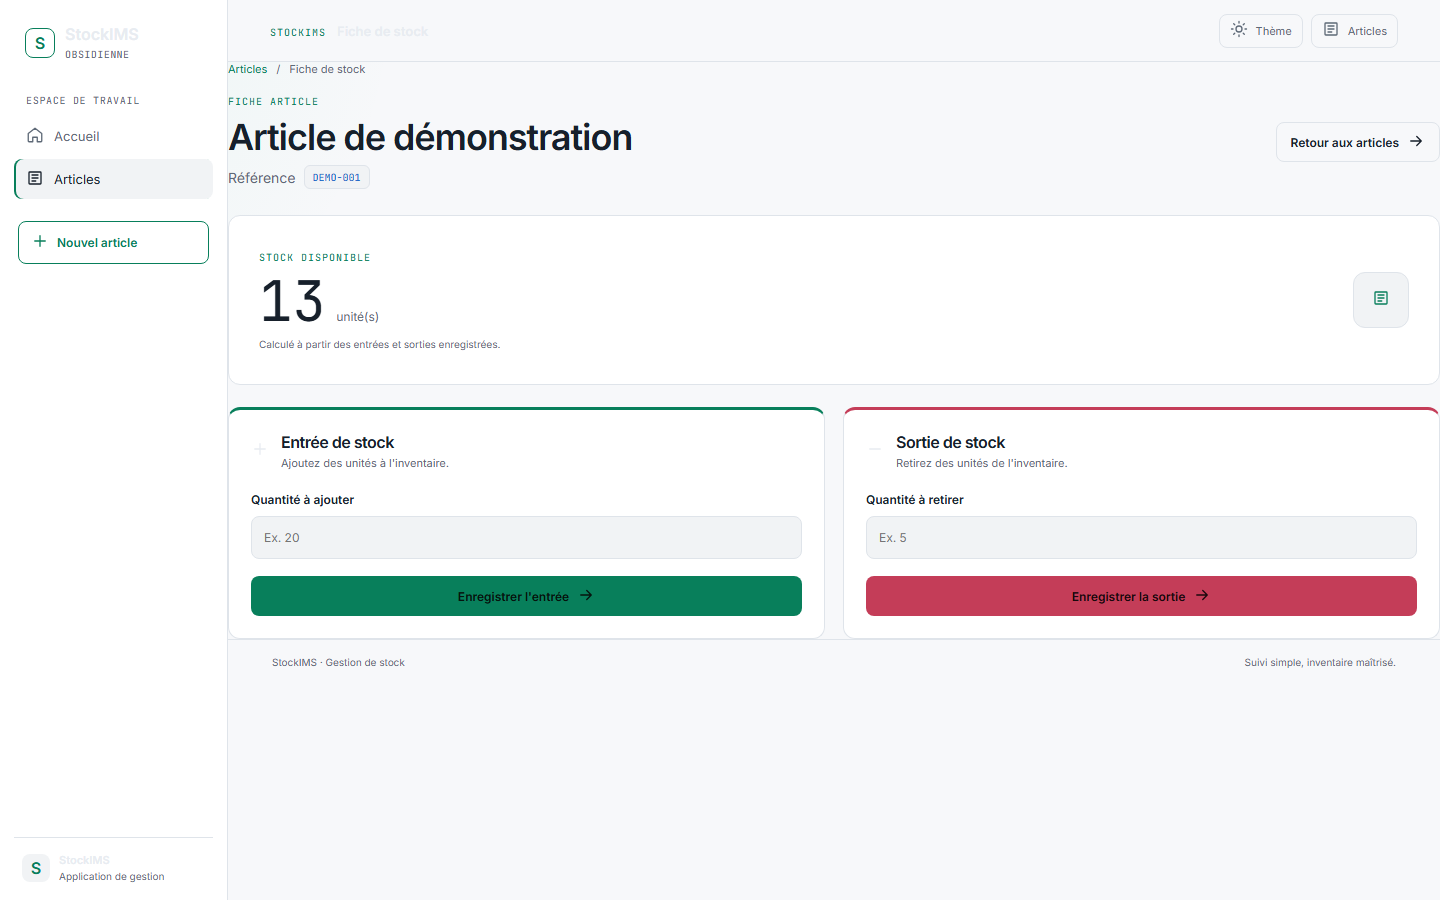 S
StockIMS
OBSIDIENNE
ESPACE DE TRAVAIL
Accueil
Articles
Nouvel article
S
StockIMS
Application de gestion
STOCKIMS Fiche de stock
Thème
Articles
Articles / Fiche de stock
FICHE ARTICLE
Article de démonstration
Référence DEMO-001
Retour aux articles
STOCK DISPONIBLE
13 unité(s)
Calculé à partir des entrées et sorties enregistrées.
Entrée de stock
Ajoutez des unités à l'inventaire.
Quantité à ajouter
Ex. 20
Enregistrer l'entrée
Sortie de stock
Retirez des unités de l'inventaire.
Quantité à retirer
Ex. 5
Enregistrer la sortie
StockIMS · Gestion de stock
Suivi simple, inventaire maîtrisé.